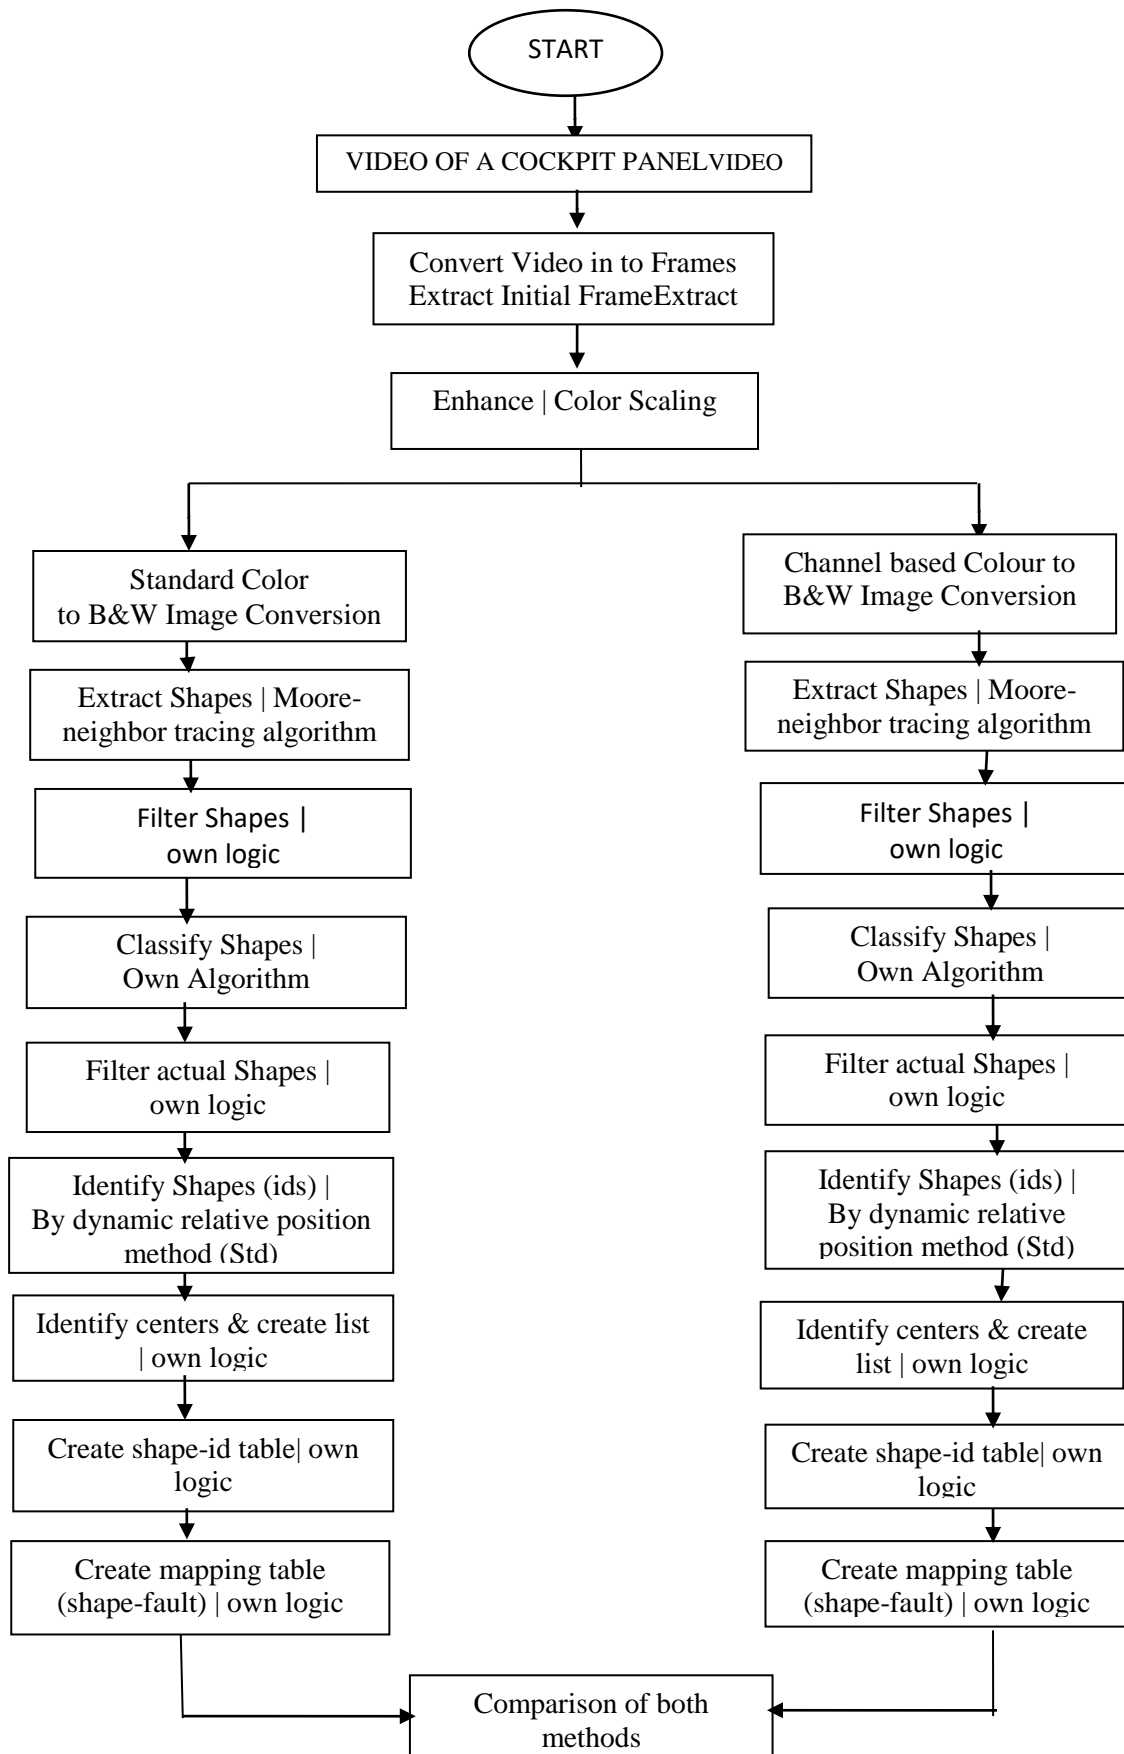 START
VIDEO OF A COCKPIT PANELVIDEO
Convert Video in to Frames
Extract Initial FrameExtract
Enhance | Color Scaling
Standard Color
to B&W Image Conversion
Extract Shapes | Moore-
neighbor tracing algorithm
Filter Shapes |
own logic
Classify Shapes |
Own Algorithm
Filter actual Shapes |
own logic
Identify Shapes (ids) |
By dynamic relative position
method (Std)
Identify centers & create list
| own logic
Create shape-id table| own
logic
Create mapping table
(shape-fault) | own logic
Channel based Colour to
B&W Image Conversion
Extract Shapes | Moore-
neighbor tracing algorithm
Filter Shapes |
own logic
Classify Shapes |
Own Algorithm
Filter actual Shapes |
own logic
Identify Shapes (ids) |
By dynamic relative
position method (Std)
Identify centers & create
list | own logic
Create shape-id table| own
logic
Create mapping table
(shape-fault) | own logic
Comparison of both
methods